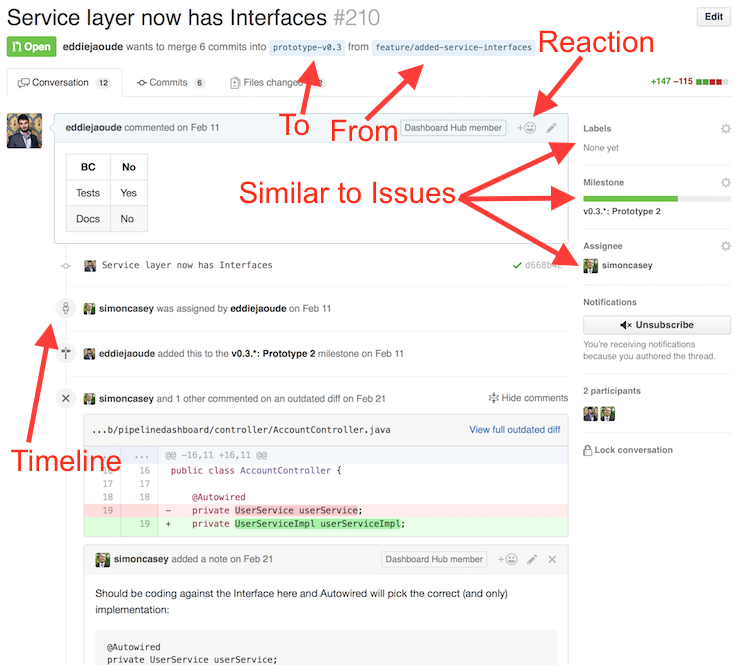 Service layer now has Interfaces #210
Edit
Open eddiejaoude wants to merge 6 commits into prototype-v0.3 from feature/added-service-interfaces
Reaction
Conversation 12 Commits 6 Files changed
+147 −115
To From
eddiejaoude commented on Feb 11 Dashboard Hub member
BC No
Tests Yes
Docs No
Similar to Issues
Labels
None yet
Milestone
v0.3.*: Prototype 2
Assignee
simoncasey
Service layer now has Interfaces
simoncasey was assigned by eddiejaoude on Feb 11
eddiejaoude added this to the v0.3.*: Prototype 2 milestone on Feb 11
Notifications
Unsubscribe
You're receiving notifications
because you authored the thread.
2 participants
Lock conversation
Timeline
simoncasey and 1 other commented on an outdated diff on Feb 21 Hide comments
...b/pipelinedashboard/controller/AccountController.java View full outdated diff
... @@ -16,11 +16,11 @@
16 public class AccountController {
17 17
18 18 @Autowired
19 - private UserService userService;
19 + private UserServiceImpl userServiceImpl;
simoncasey added a note on Feb 21 Dashboard Hub member
Should be coding against the Interface here and Autowired will pick the correct (and only)
implementation:
@Autowired
private UserService userService;